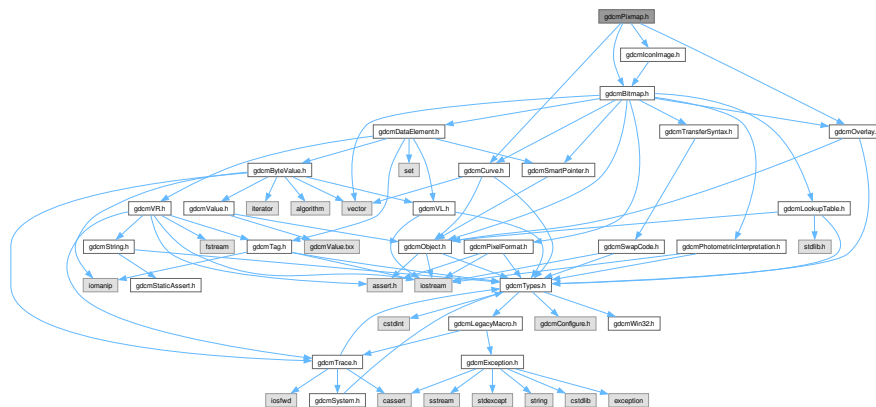 gdcmPixmap.h
gdcmIconImage.h
gdcmBitmap.h
gdcmDataElement.h
gdcmTransferSyntax.h
gdcmOverlay.
gdcmByteValue.h
set
gdcmCurve.h
gdcmSmartPointer.h
gdcmVR.h
gdcmValue.h
iterator
algorithm
vector
gdcmVL.h
gdcmLookupTable.h
gdcmString.h
fstream
gdcmTag.h
gdcmValue.txx
gdcmObject.h
gdcmPixelFormat.h
gdcmSwapCode.h
gdcmPhotometricInterpretation.h
stdlib.h
iomanip
gdcmStaticAssert.h
assert.h
iostream
gdcmTypes.h
cstdint
gdcmLegacyMacro.h
gdcmConfigure.h
gdcmWin32.h
gdcmTrace.h
gdcmException.h
iosfwd
gdcmSystem.h
cassert
sstream
stdexcept
string
cstdlib
exception